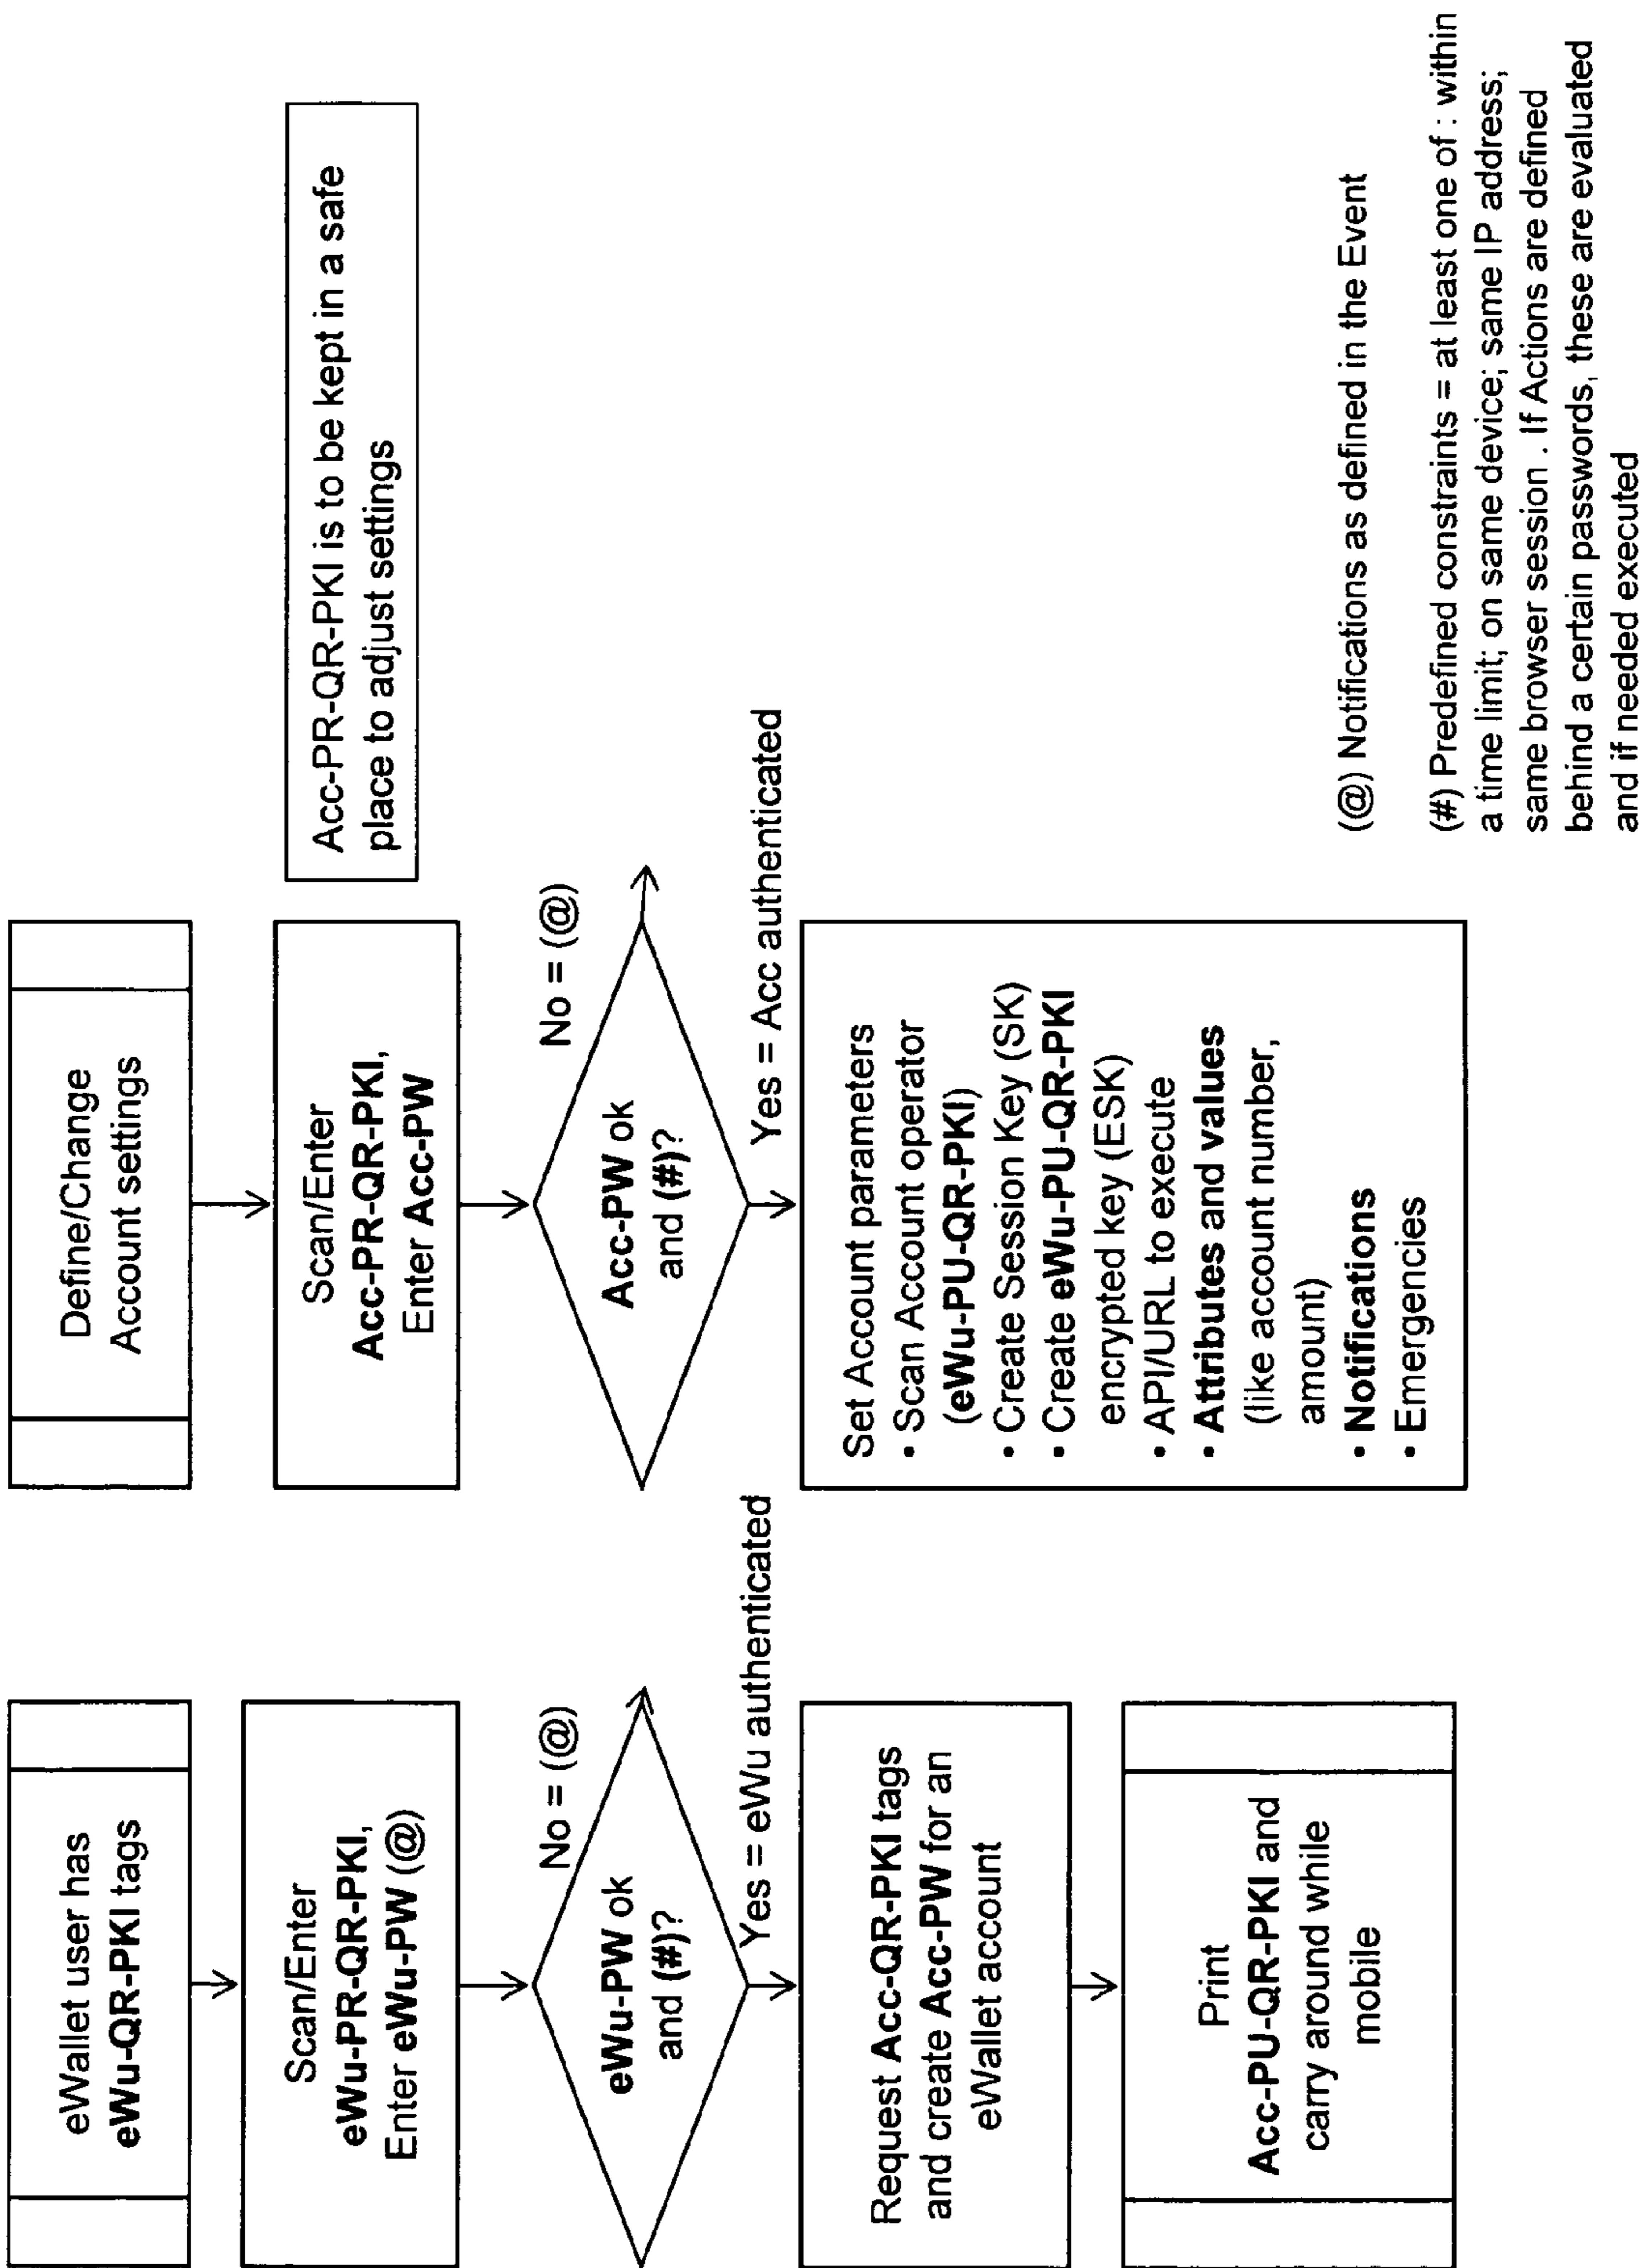 eWallet user has
eWu-QR-PKI tags
Scan/Enter
eWu-PR-QR-PKI,
Enter eWu-PW (@)
No = (@)
eWu-PW ok
and (#)?
Yes = eWu authenticated
Request Acc-QR-PKI tags
and create Acc-PW for an
eWallet account
Print
Acc-PU-QR-PKI and
carry around while
mobile
Define/Change
Account settings
Scan/Enter
Acc-PR-QR-PKI,
Enter Acc-PW
No = (@)
Acc-PW ok
and (#)?
Yes = Acc authenticated
Set Account parameters
• Scan Account operator
(eWu-PU-QR-PKI)
• Create Session Key (SK)
• Create eWu-PU-QR-PKI
encrypted key (ESK)
• API/URL to execute
• Attributes and values
(like account number,
amount)
• Notifications
• Emergencies
Acc-PR-QR-PKI is to be kept in a safe
place to adjust settings
(@) Notifications as defined in the Event
(#) Predefined constraints = at least one of : within
a time limit; on same device; same IP address;
same browser session . If Actions are defined
behind a certain passwords, these are evaluated
and if needed executed